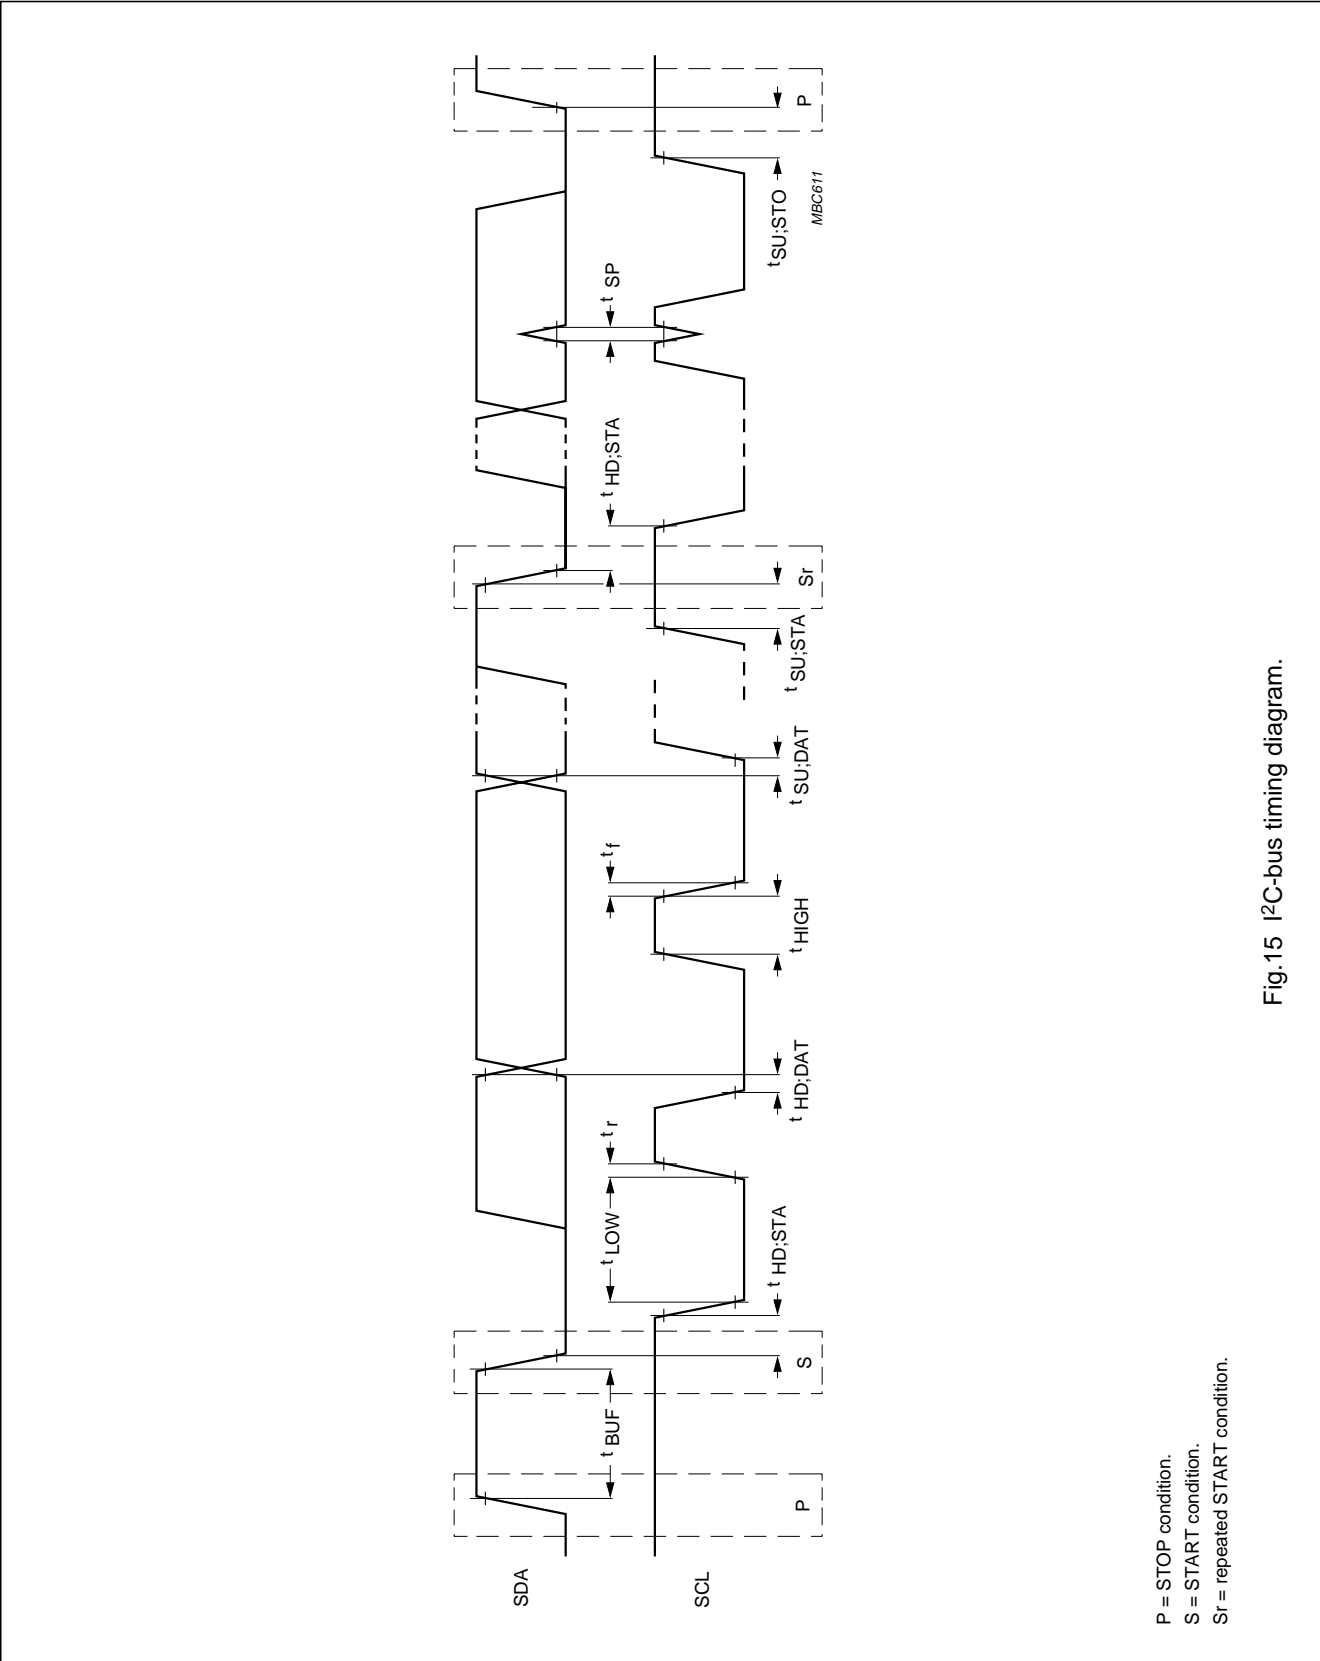 SDA
SCL
P
S
Sr
P
t BUF
t LOW
t r
t f
t HD;STA
t SP
t HD;STA
t HD;DAT
t HIGH
t SU;DAT
t SU;STA
t SU;STO
MBC611
P = STOP condition.
S = START condition.
Sr = repeated START condition.
Fig.15 I²C-bus timing diagram.